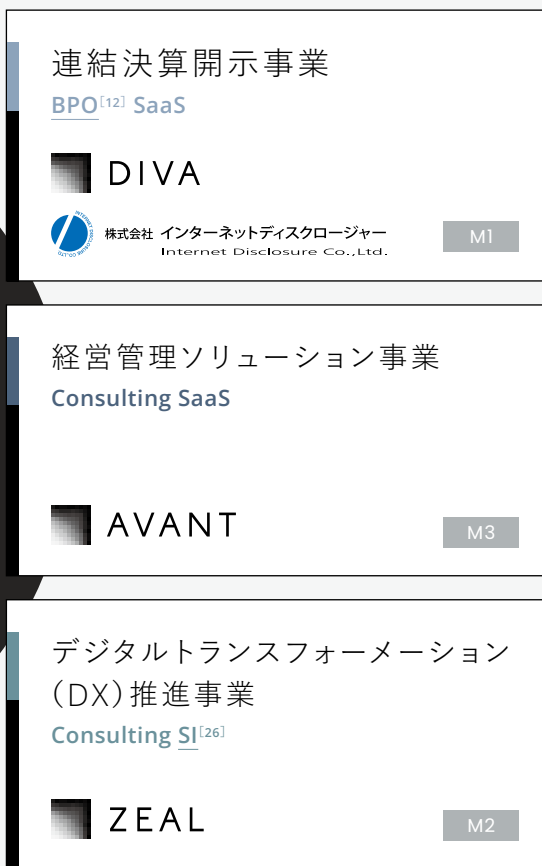 連結決算開示事業
BPO[12] SaaS
DIVA
株式会社 インターネットディスクロージャー
Internet Disclosure Co.,Ltd.
INTERNET DISCLOSURE CO.,LTD.
M1
経営管理ソリューション事業
Consulting SaaS
AVANT
M3
デジタルトランスフォーメーション
（DX）推進事業
Consulting SI[26]
ZEAL
M2